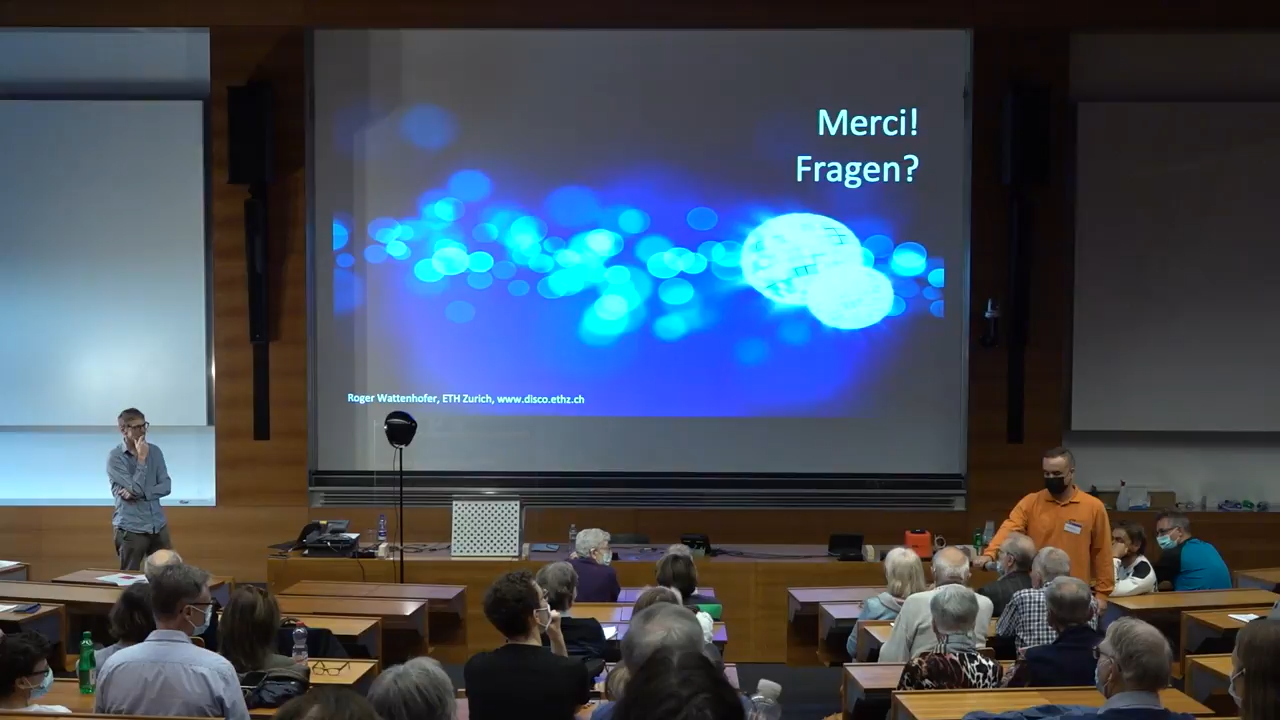 Merci!
Fragen?
Roger Wattenhofer, ETH Zurich, www.disco.ethz.ch